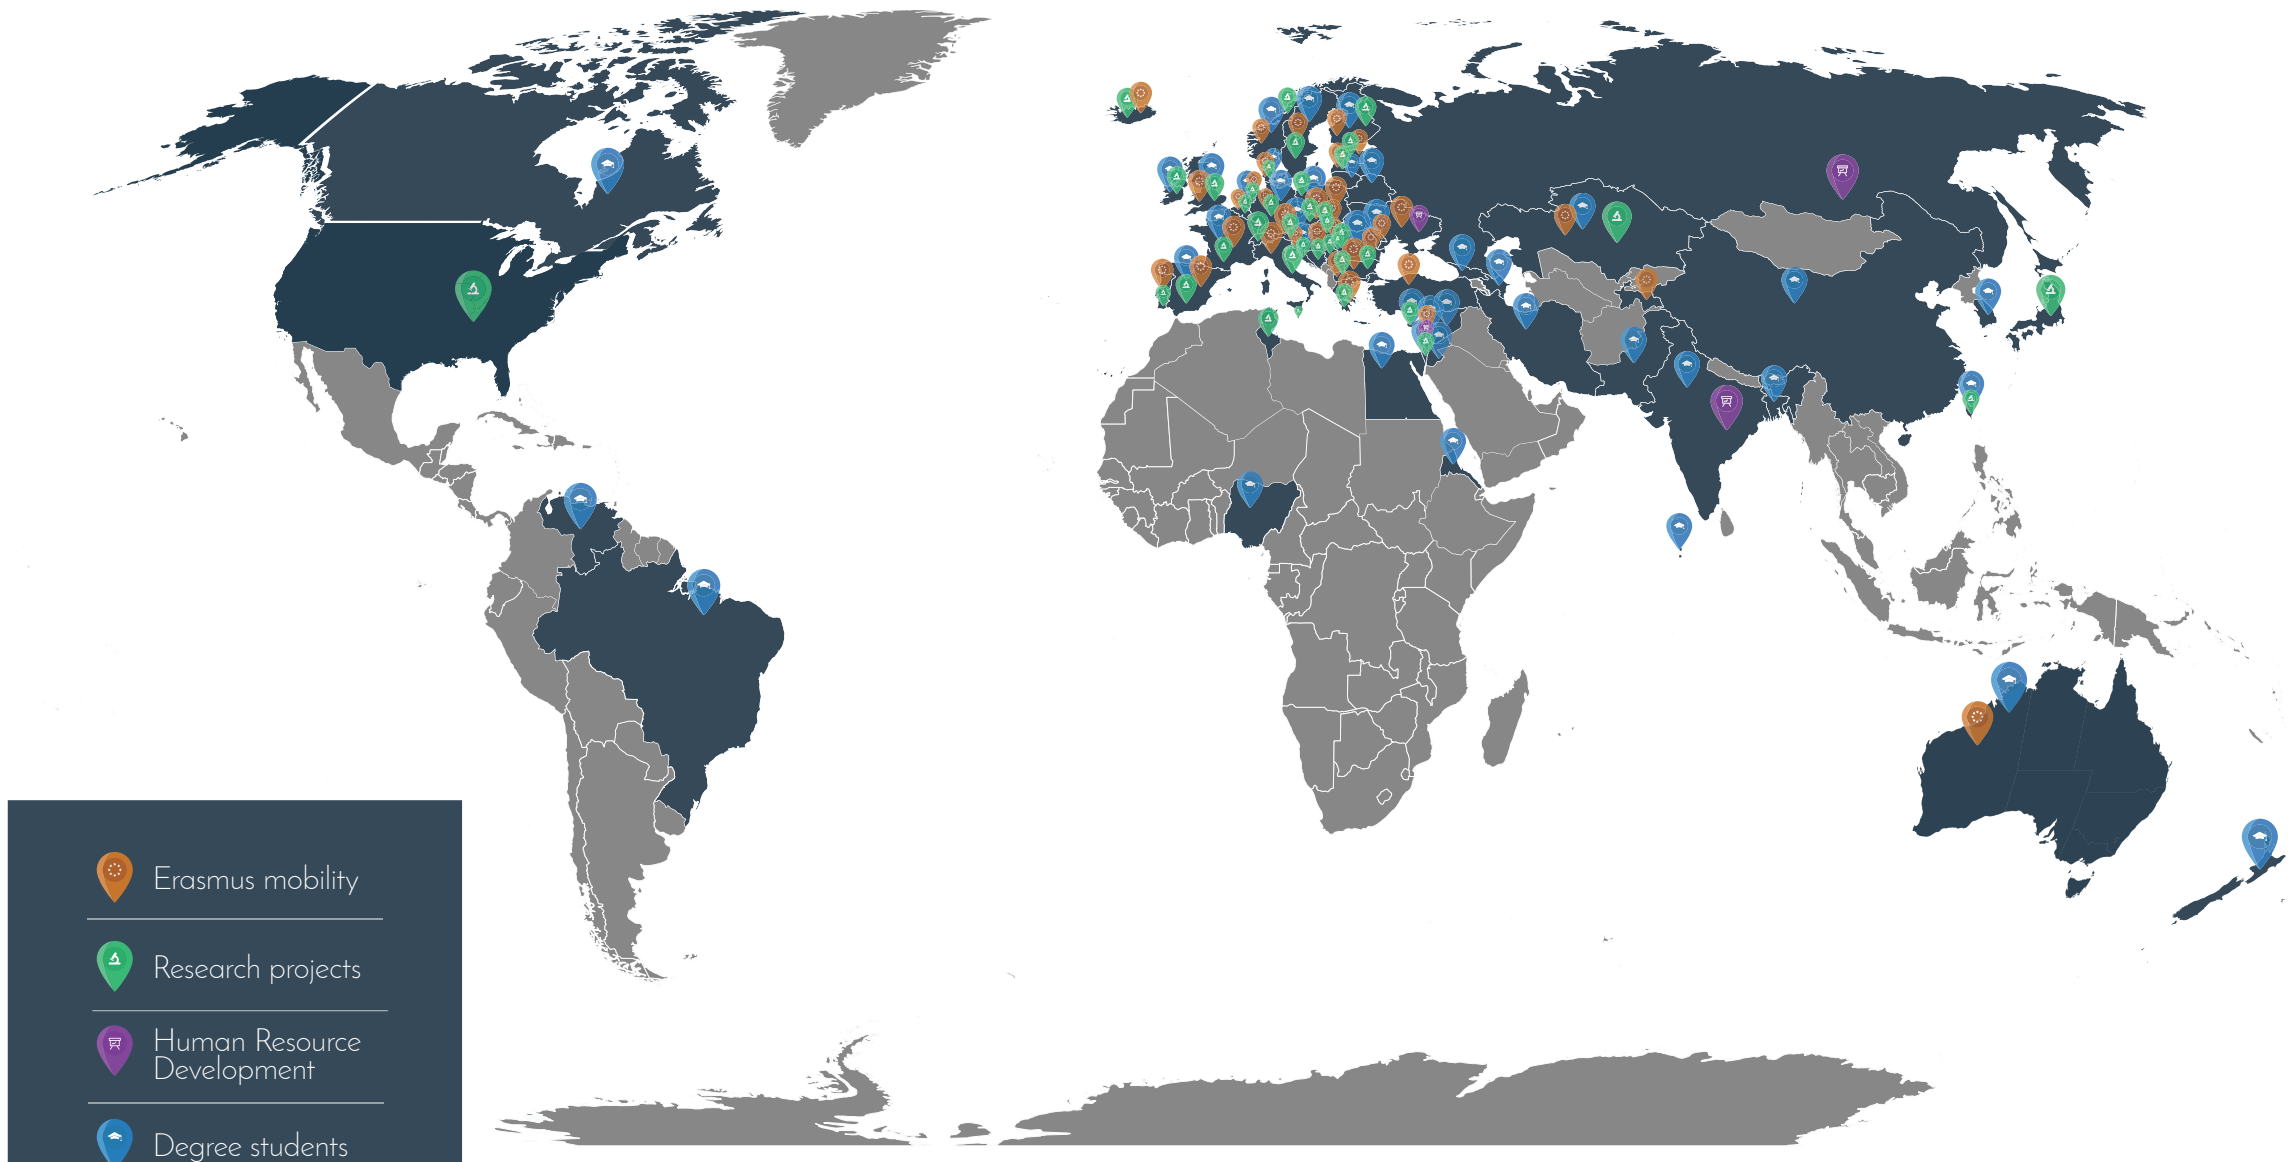 Erasmus mobility
Research projects
Human Resource
Development
Degree students